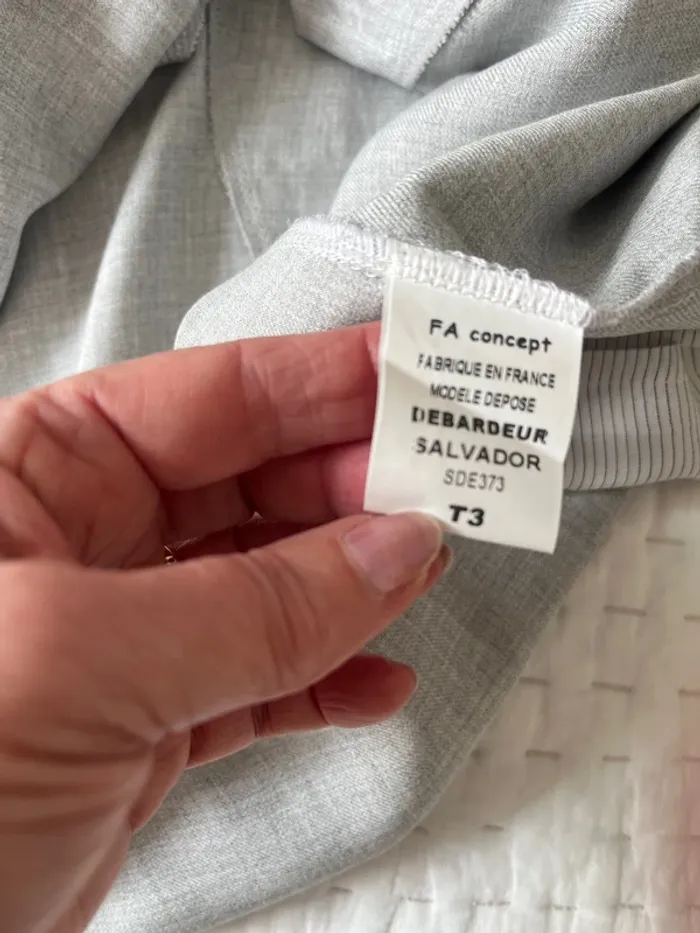 FA concept
FABRIQUE EN FRANCE
MODELE DEPOSE
DEBARDEUR
SALVADOR
SDE373
T3